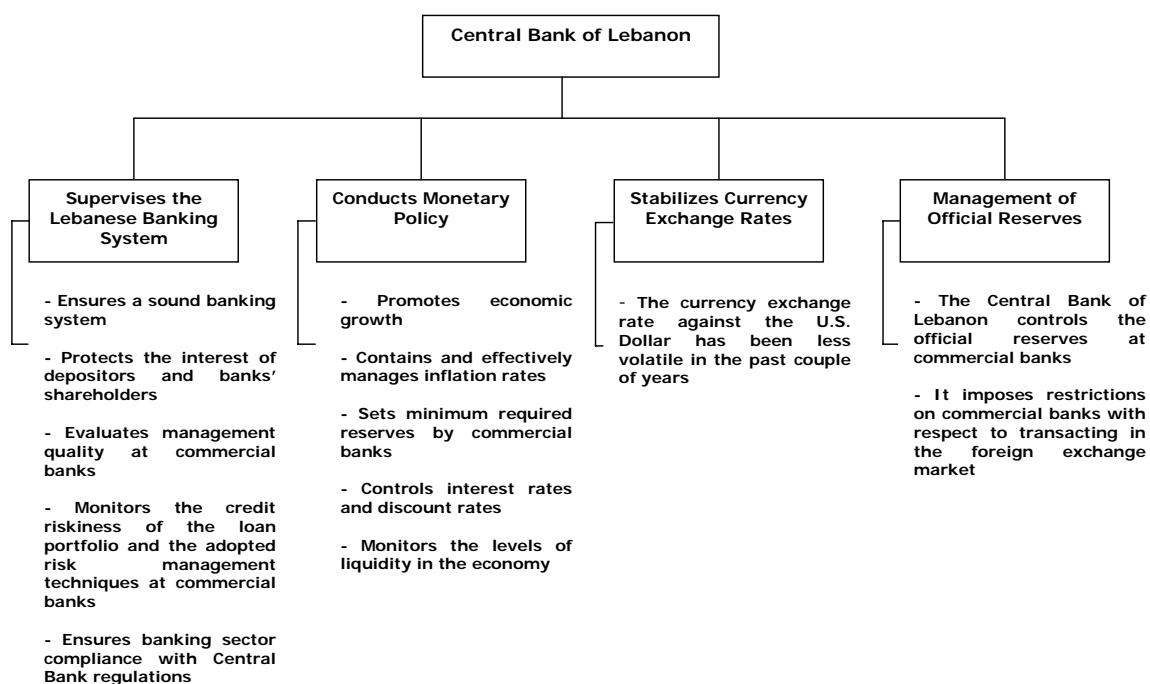 Central Bank of Lebanon
Supervises the
Lebanese Banking
System
- Ensures a sound banking
system
- Protects the interest of
depositors and banks'
shareholders
- Evaluates management
quality at commercial
banks
- Monitors the credit
riskiness of the loan
portfolio and the adopted
risk management
techniques at commercial
banks
- Ensures banking sector
compliance with Central
Bank regulations
Conducts Monetary
Policy
- Promotes economic
growth
- Contains and effectively
manages inflation rates
- Sets minimum required
reserves by commercial
banks
- Controls interest rates
and discount rates
- Monitors the levels of
liquidity in the economy
Stabilizes Currency
Exchange Rates
- The currency exchange
rate against the U.S.
Dollar has been less
volatile in the past couple
of years
Management of
Official Reserves
- The Central Bank of
Lebanon controls the
official reserves at
commercial banks
- It imposes restrictions
on commercial banks with
respect to transacting in
the foreign exchange
market